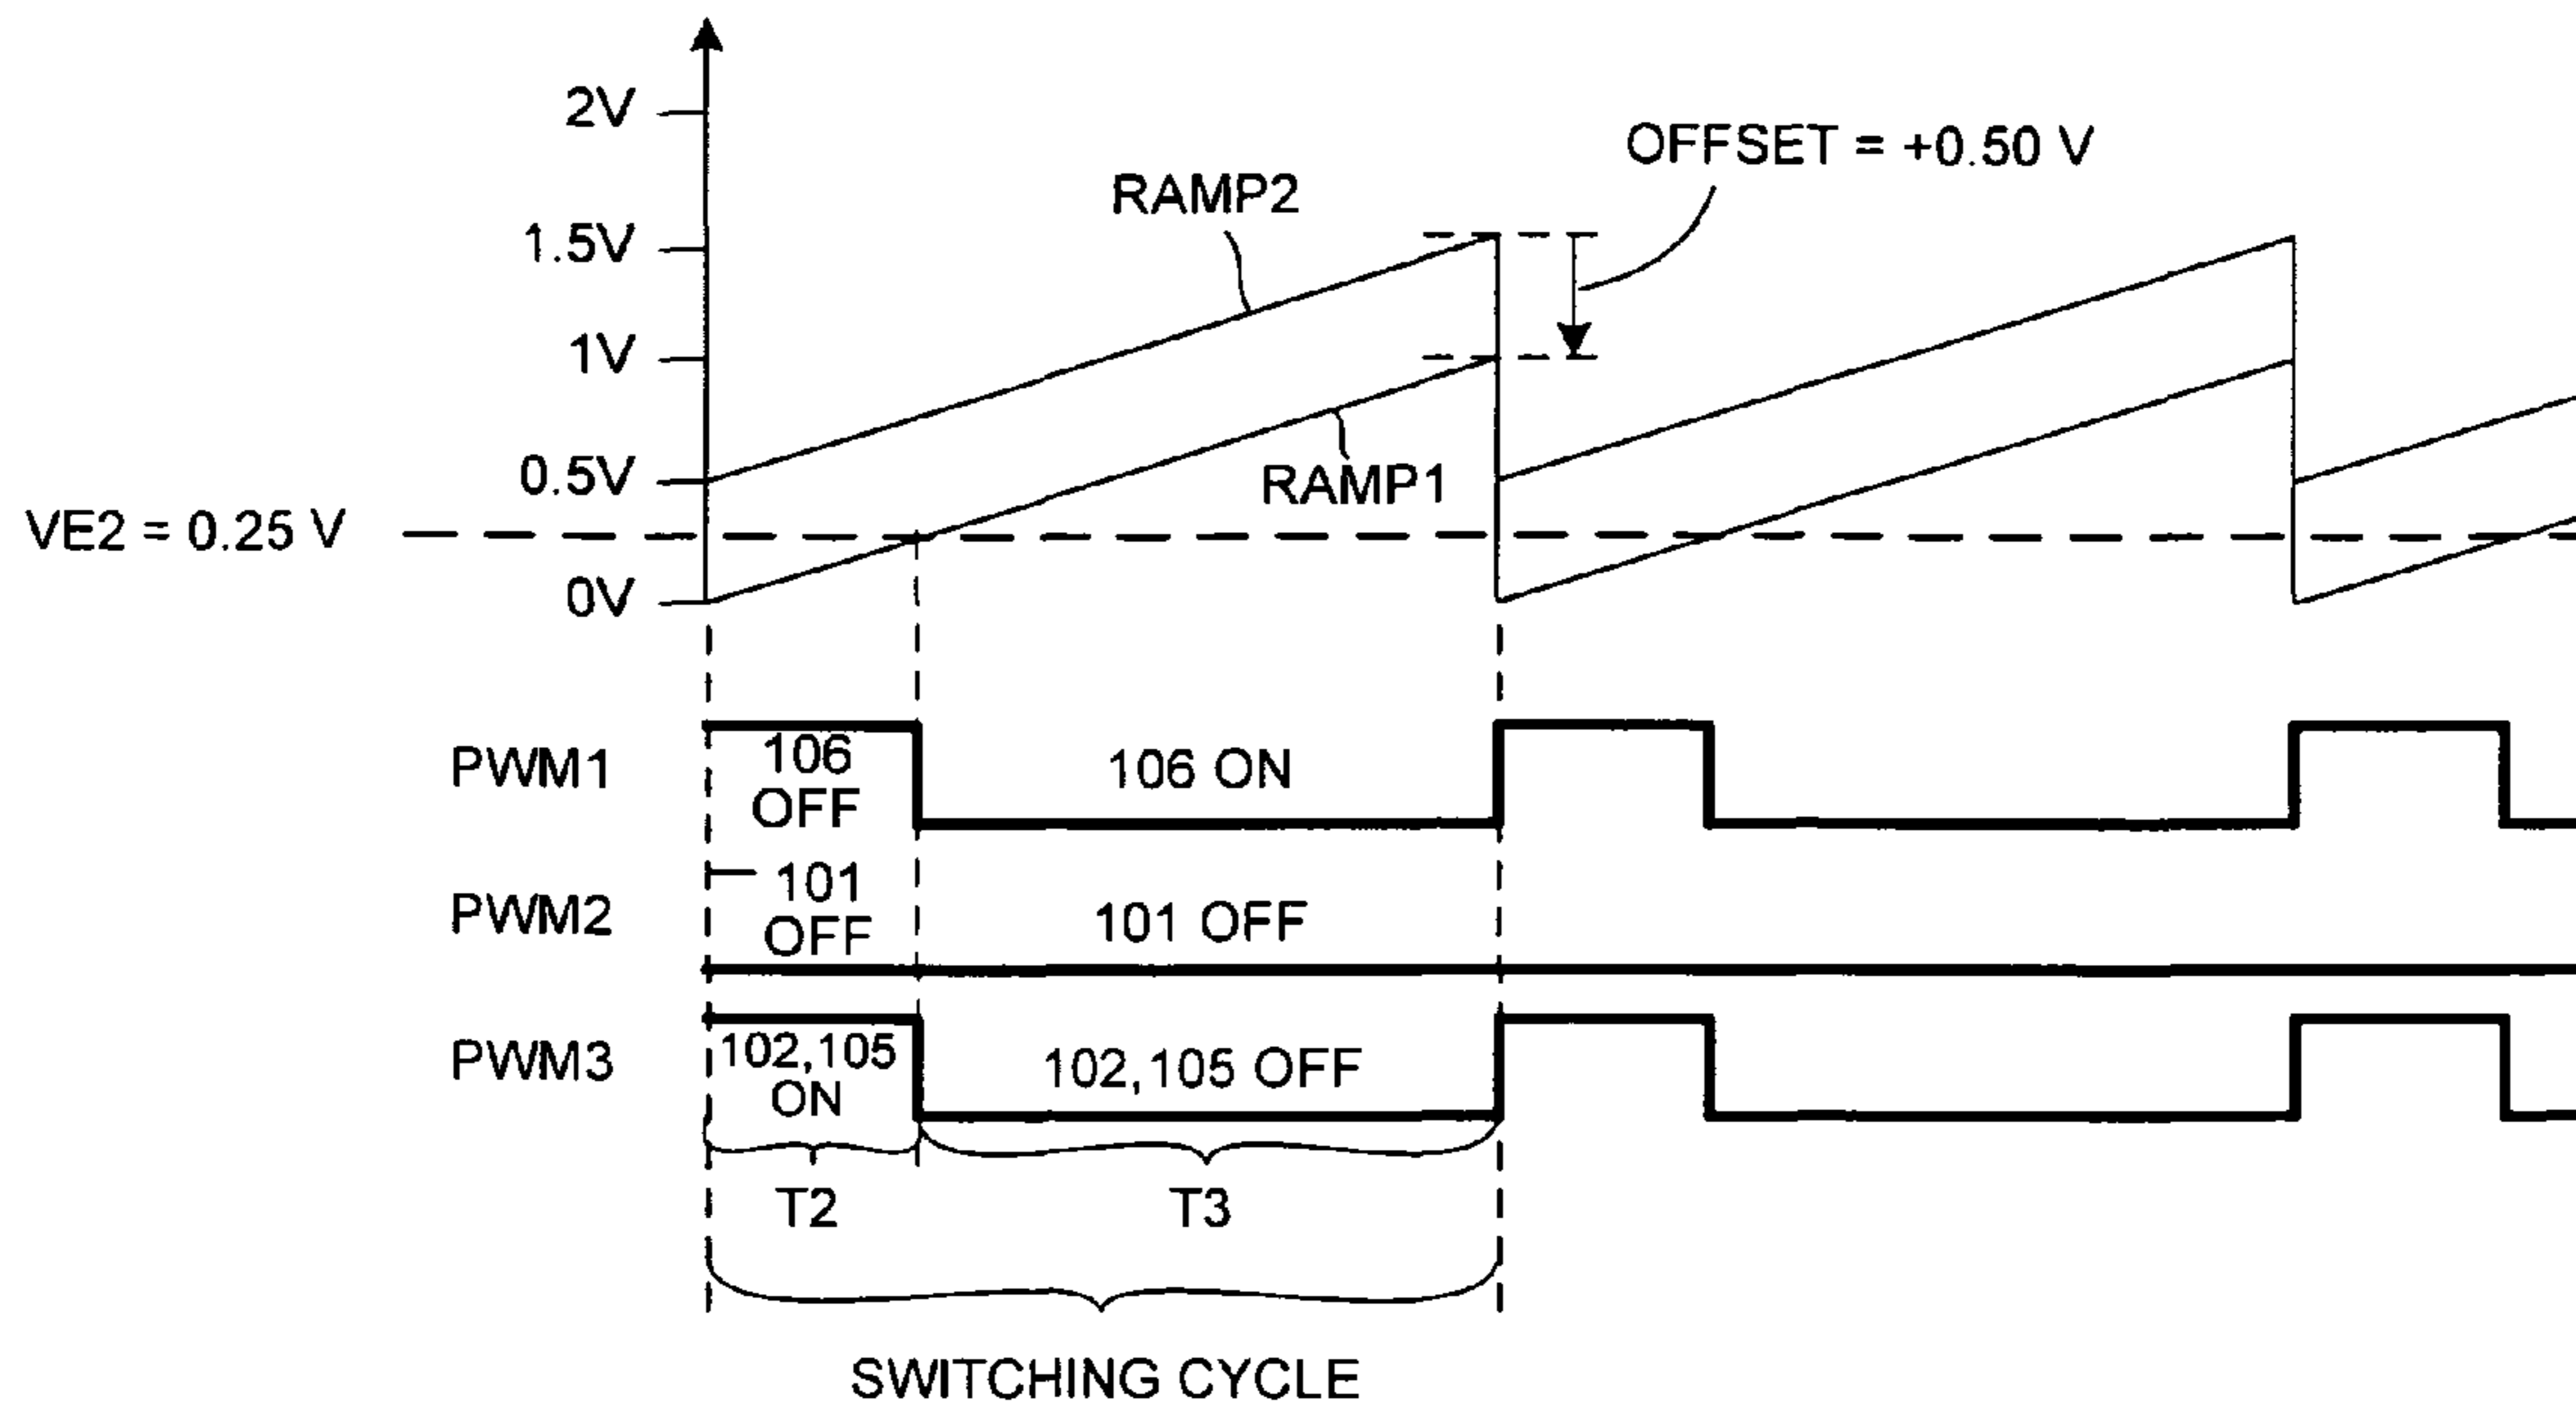 2V
OFFSET = +0.50 V
RAMP2
1.5V
1V
0.5V
RAMP1
VE2 = 0.25 V
0V
PWM1
106
OFF
106 ON
PWM2
101
OFF
101 OFF
PWM3
102,105
ON
102,105 OFF
T2
T3
SWITCHING CYCLE